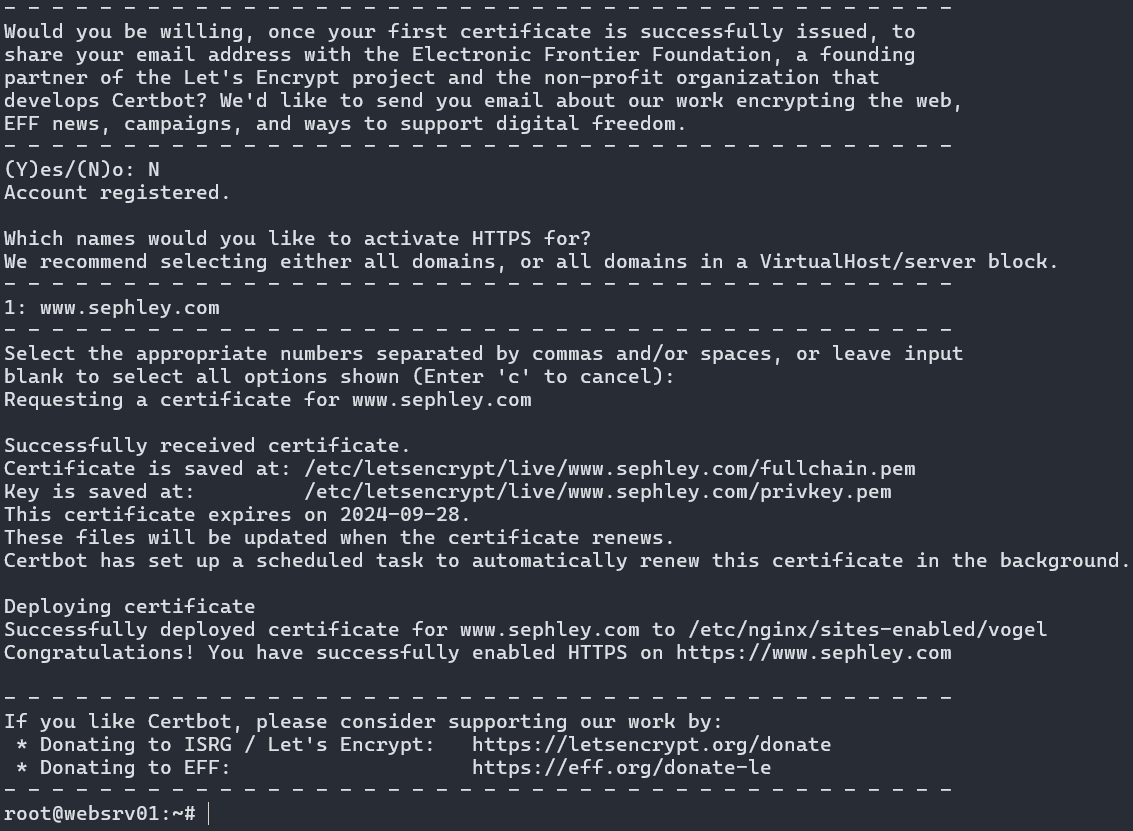 - - - - - - - - - - - - - - - - - - - - - - - - - - - - - - - - - - - - - - - -
Would you be willing, once your first certificate is successfully issued, to
share your email address with the Electronic Frontier Foundation, a founding
partner of the Let's Encrypt project and the non-profit organization that
develops Certbot? We'd like to send you email about our work encrypting the web,
EFF news, campaigns, and ways to support digital freedom.
- - - - - - - - - - - - - - - - - - - - - - - - - - - - - - - - - - - - - - - -
(Y)es/(N)o: N
Account registered.

Which names would you like to activate HTTPS for?
We recommend selecting either all domains, or all domains in a VirtualHost/server block.
- - - - - - - - - - - - - - - - - - - - - - - - - - - - - - - - - - - - - - - -
1: www.sephley.com
- - - - - - - - - - - - - - - - - - - - - - - - - - - - - - - - - - - - - - - -
Select the appropriate numbers separated by commas and/or spaces, or leave input
blank to select all options shown (Enter 'c' to cancel):
Requesting a certificate for www.sephley.com

Successfully received certificate.
Certificate is saved at: /etc/letsencrypt/live/www.sephley.com/fullchain.pem
Key is saved at:         /etc/letsencrypt/live/www.sephley.com/privkey.pem
This certificate expires on 2024-09-28.
These files will be updated when the certificate renews.
Certbot has set up a scheduled task to automatically renew this certificate in the background.

Deploying certificate
Successfully deployed certificate for www.sephley.com to /etc/nginx/sites-enabled/vogel
Congratulations! You have successfully enabled HTTPS on https://www.sephley.com

- - - - - - - - - - - - - - - - - - - - - - - - - - - - - - - - - - - - - - - -
If you like Certbot, please consider supporting our work by:
 * Donating to ISRG / Let's Encrypt:   https://letsencrypt.org/donate
 * Donating to EFF:                    https://eff.org/donate-le
- - - - - - - - - - - - - - - - - - - - - - - - - - - - - - - - - - - - - - - -
root@websrv01:~#